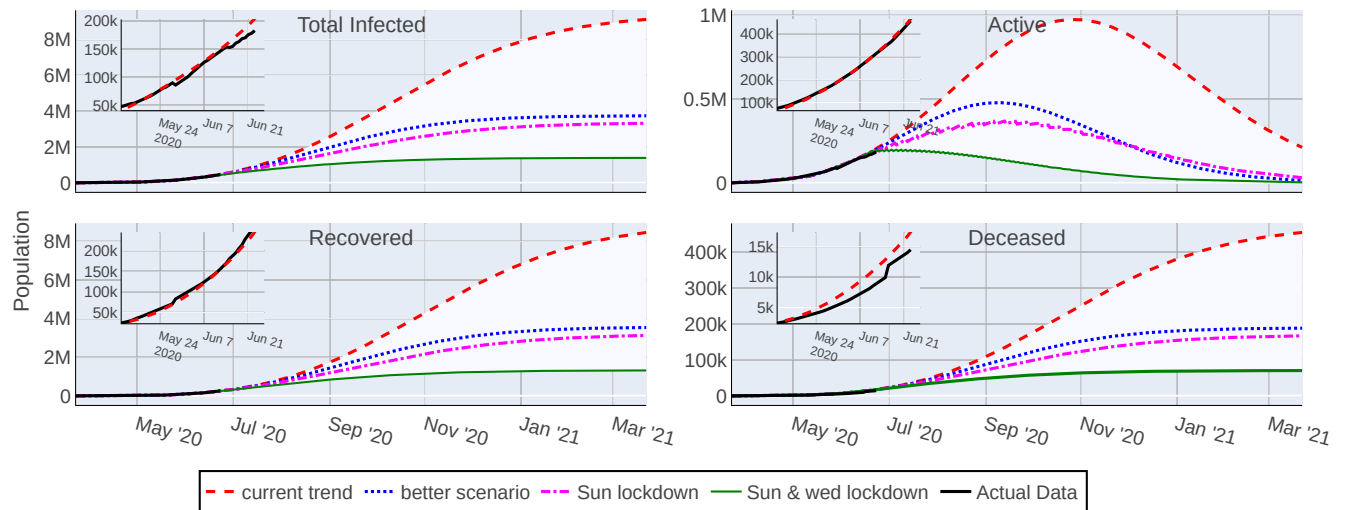 Total Infected
8M
6M
4M
2M
0
200k
150k
100k
50k
May 24
2020
Jun 7
Jun 21
Active
1M
0.5M
0
400k
300k
200k
100k
May 24
2020
Jun 7
Jun 21
Population
Recovered
8M
6M
4M
2M
0
200k
150k
100k
50k
May 24
2020
Jun 7
Jun 21
May '20
Jul '20
Sep '20
Nov '20
Jan '21
Mar '21
Deceased
400k
300k
200k
100k
0
15k
10k
5k
May 24
2020
Jun 7
Jun 21
May '20
Jul '20
Sep '20
Nov '20
Jan '21
Mar '21
current trend better scenario Sun lockdown Sun & wed lockdown Actual Data